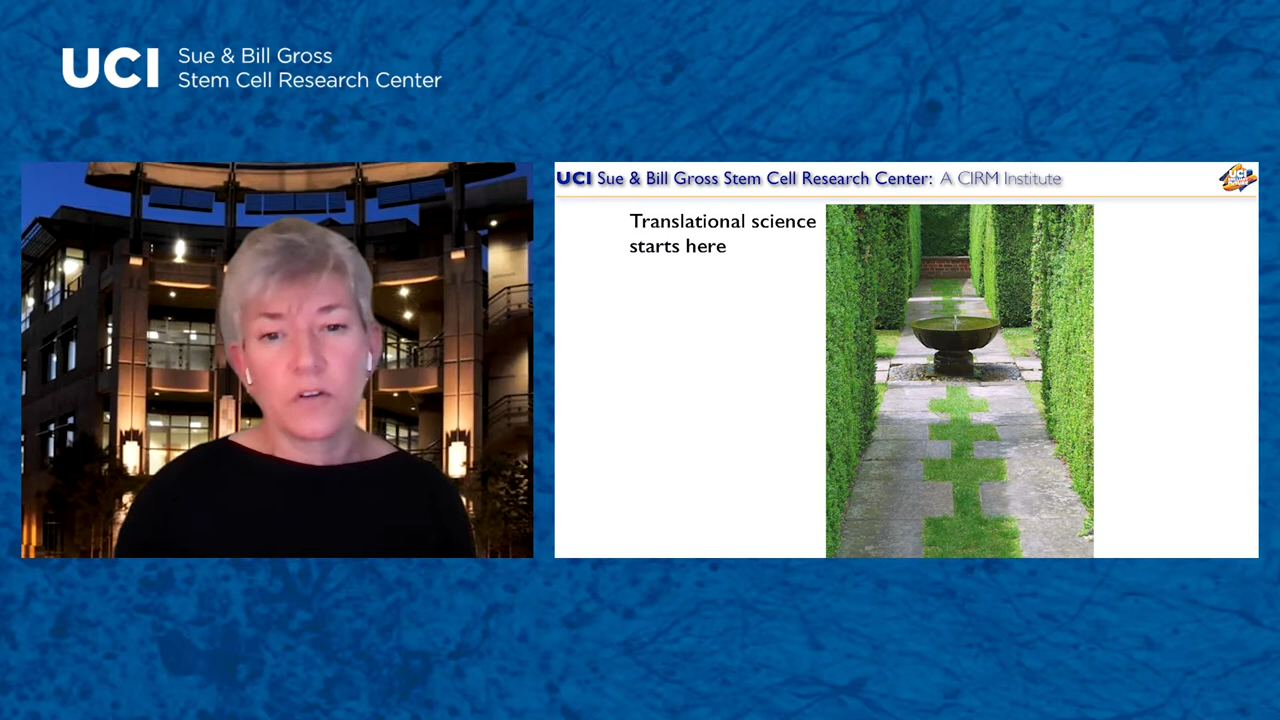 UCI Sue & Bill Gross
Stem Cell Research Center
UCI Sue & Bill Gross Stem Cell Research Center: A CIRM Institute
UCI
Translational science
starts here